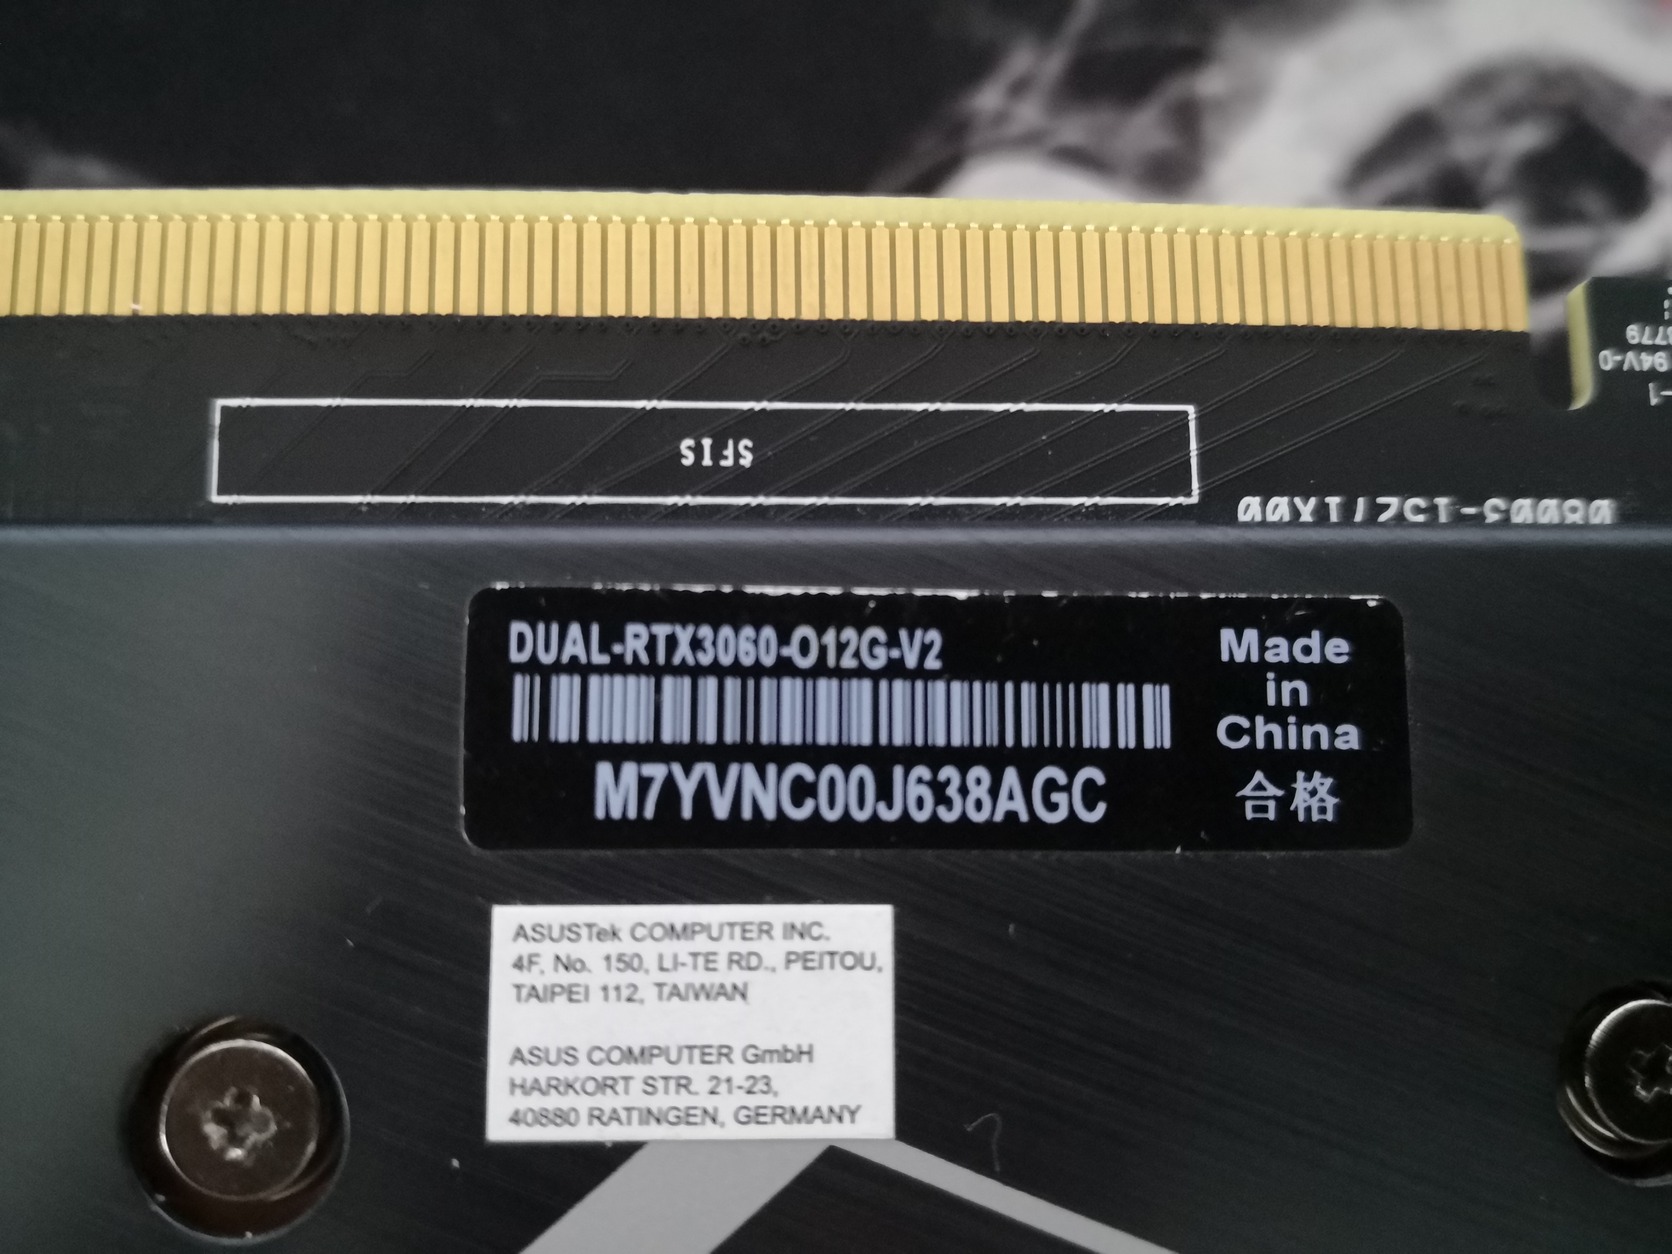 SFIS
DUAL-RTX3060-O12G-V2
M7YVNC00J638AGC
Made
in
China
合格
ASUSTek COMPUTER INC.
4F, No. 150, LI-TE RD., PEITOU,
TAIPEI 112, TAIWAN
ASUS COMPUTER GmbH
HARKORT STR. 21-23,
40880 RATINGEN, GERMANY